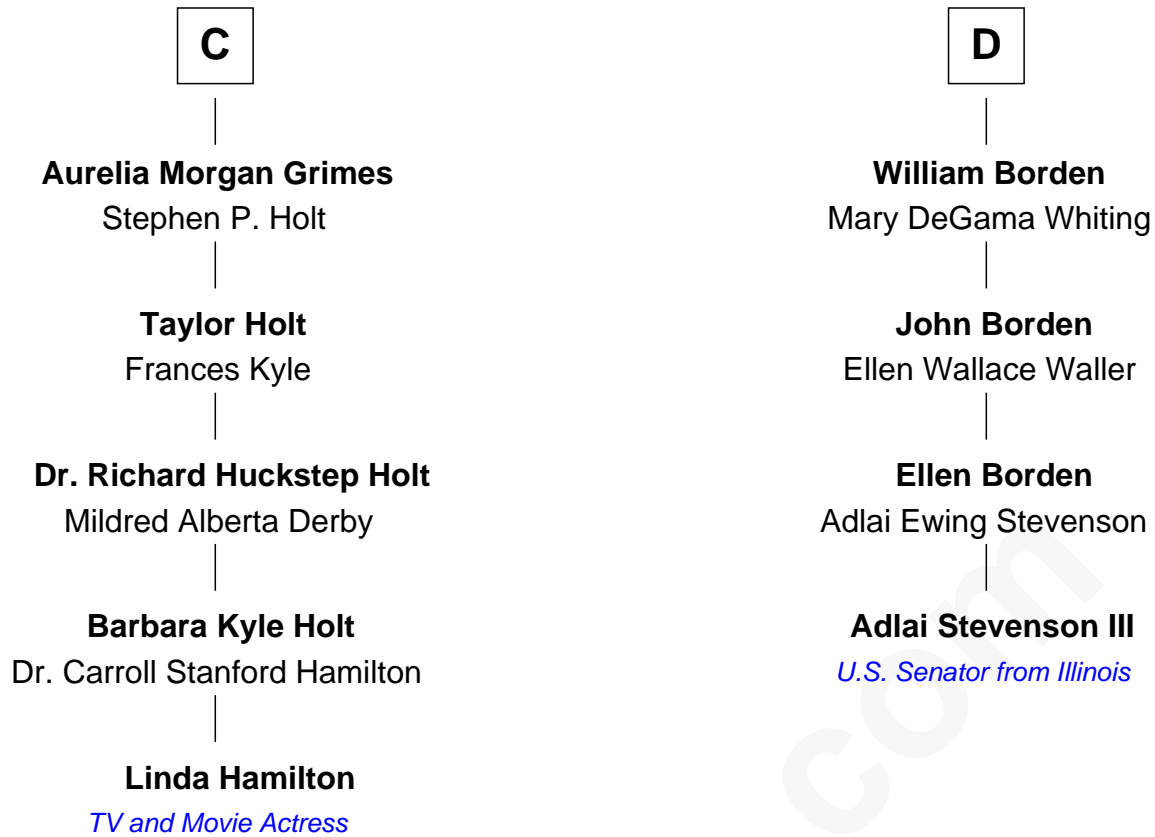 C
Aurelia Morgan Grimes
Stephen P. Holt
Taylor Holt
Frances Kyle
Dr. Richard Huckstep Holt
Mildred Alberta Derby
Barbara Kyle Holt
Dr. Carroll Stanford Hamilton
Linda Hamilton
TV and Movie Actress
D
William Borden
Mary DeGama Whiting
John Borden
Ellen Wallace Waller
Ellen Borden
Adlai Ewing Stevenson
Adlai Stevenson III
U.S. Senator from Illinois
com